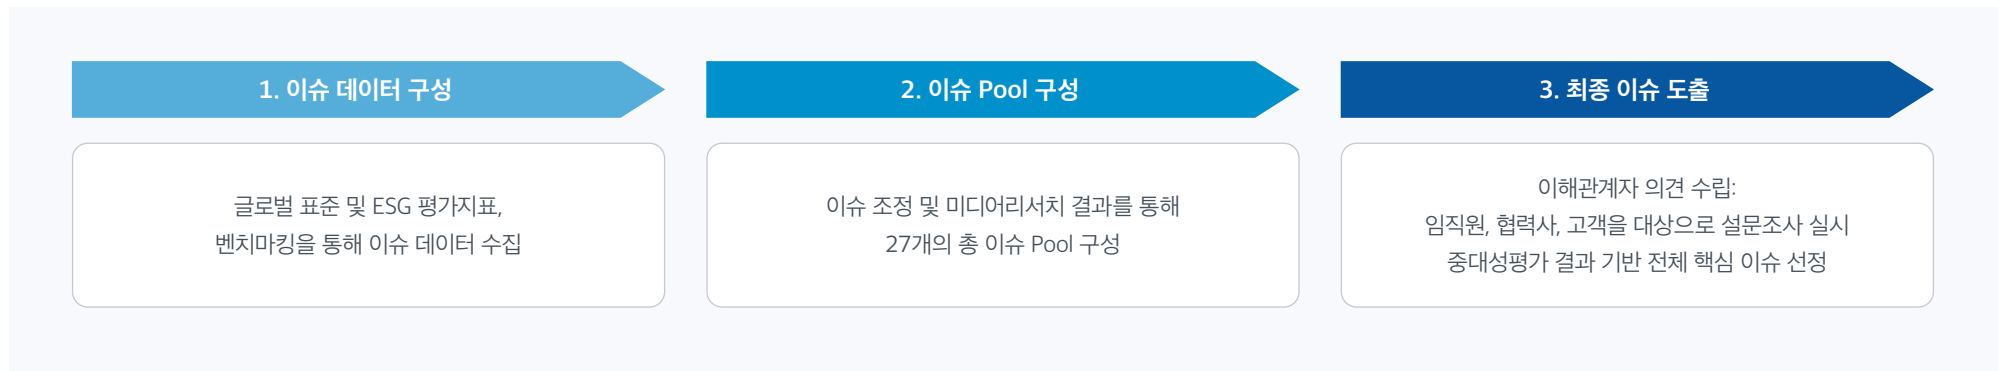 1. 이슈 데이터 구성
글로벌 표준 및 ESG 평가지표,
벤치마킹을 통해 이슈 데이터 수집
2. 이슈 Pool 구성
이슈 조정 및 미디어리서치 결과를 통해
27개의 총 이슈 Pool 구성
3. 최종 이슈 도출
이해관계자 의견 수립:
임직원, 협력사, 고객을 대상으로 설문조사 실시
중대성평가 결과 기반 전체 핵심 이슈 선정